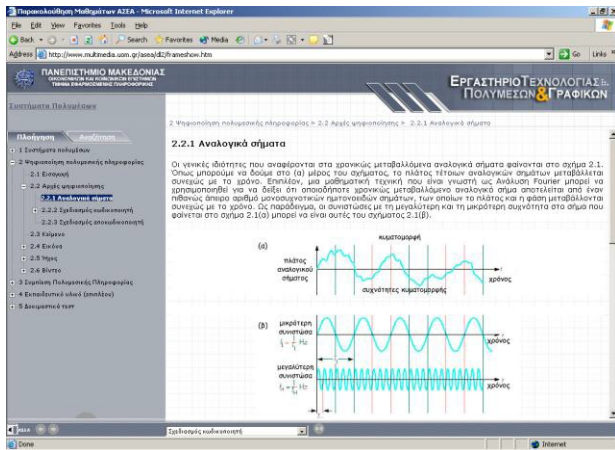 Παρακολούθηση Μαθημάτων ΑΣΕΑ - Microsoft Internet Explorer
File Edit View Favorites Tools Help
Back Search Favorites Media
Address http://www.multimedia.uom.gr/asea/dl2/frameshow.htm Go Links
ΠΑΝΕΠΙΣΤΗΜΙΟ ΜΑΚΕΔΟΝΙΑΣ
ΟΙΚΟΝΟΜΙΚΩΝ ΚΑΙ ΚΟΙΝΩΝΙΚΩΝ ΕΠΙΣΤΗΜΩΝ
ΤΜΗΜΑ ΕΦΑΡΜΟΣΜΕΝΗΣ ΠΛΗΡΟΦΟΡΙΚΗΣ
ΕΡΓΑΣΤΗΡΙΟ ΤΕΧΝΟΛΟΓΙΑΣ
ΠΟΛΥΜΕΣΩΝ & ΓΡΑΦΙΚΩΝ
Συστήματα Πολυμέσων
Πλοήγηση Αναζήτηση
1 Συστήματα πολυμέσων
2 Ψηφιοποίηση πολυμεσικής πληροφορίας
2.1 Εισαγωγή
2.2 Αρχές ψηφιοποίησης
2.2.1 Αναλογικά σήματα
2.2.2 Σχεδιασμός κωδικοποιητή
2.2.3 Σχεδιασμός αποκωδικοποιητή
2.3 Κείμενο
2.4 Εικόνα
2.5 Ήχος
2.6 Βίντεο
3 Συμπίεση Πολυμεσικής Πληροφορίας
4 Εκπαιδευτικό υλικό (επιπλέον)
5 Δοκιμαστικό τεστ
2 Ψηφιοποίηση πολυμεσικής πληροφορίας > 2.2 Αρχές ψηφιοποίησης > 2.2.1 Αναλογικά σήματα
2.2.1 Αναλογικά σήματα
Οι γενικές ιδιότητες που αναφέρονται στα χρονικώς μεταβαλλόμενα αναλογικά σήματα φαίνονται στο σχήμα 2.1.
Όπως μπορούμε να δούμε στο (α) μέρος του σχήματος, το πλάτος τέτοιων αναλογικών σημάτων μεταβάλλεται
συνεχώς με το χρόνο. Επιπλέον, μια μαθηματική τεχνική που είναι γνωστή ως Ανάλυση Fourier μπορεί να
χρησιμοποιηθεί για να δείξει ότι οποιοδήποτε χρονικώς μεταβαλλόμενο αναλογικό σήμα αποτελείται από έναν
πιθανώς άπειρο αριθμό μονοσυχνοτικών ημιτονοειδών σημάτων, των οποίων το πλάτος και η φάση μεταβάλλονται
συνεχώς με το χρόνο. Ως παράδειγμα, οι συνιστώσες με τη μεγαλύτερη και τη μικρότερη συχνότητα στο σήμα που
φαίνεται στο σχήμα 2.1(α) μπορεί να είναι αυτές του σχήματος 2.1(β).
κυματομορφή
(α)
πλάτος
αναλογικού
σήματος
χρόνος
συχνότητες κυματομορφής
(β)
μικρότερη
συνιστώσα
χρόνος
μεγαλύτερη
συνιστώσα
χρόνος
Σχεδιασμός κωδικοποιητή
Done Internet